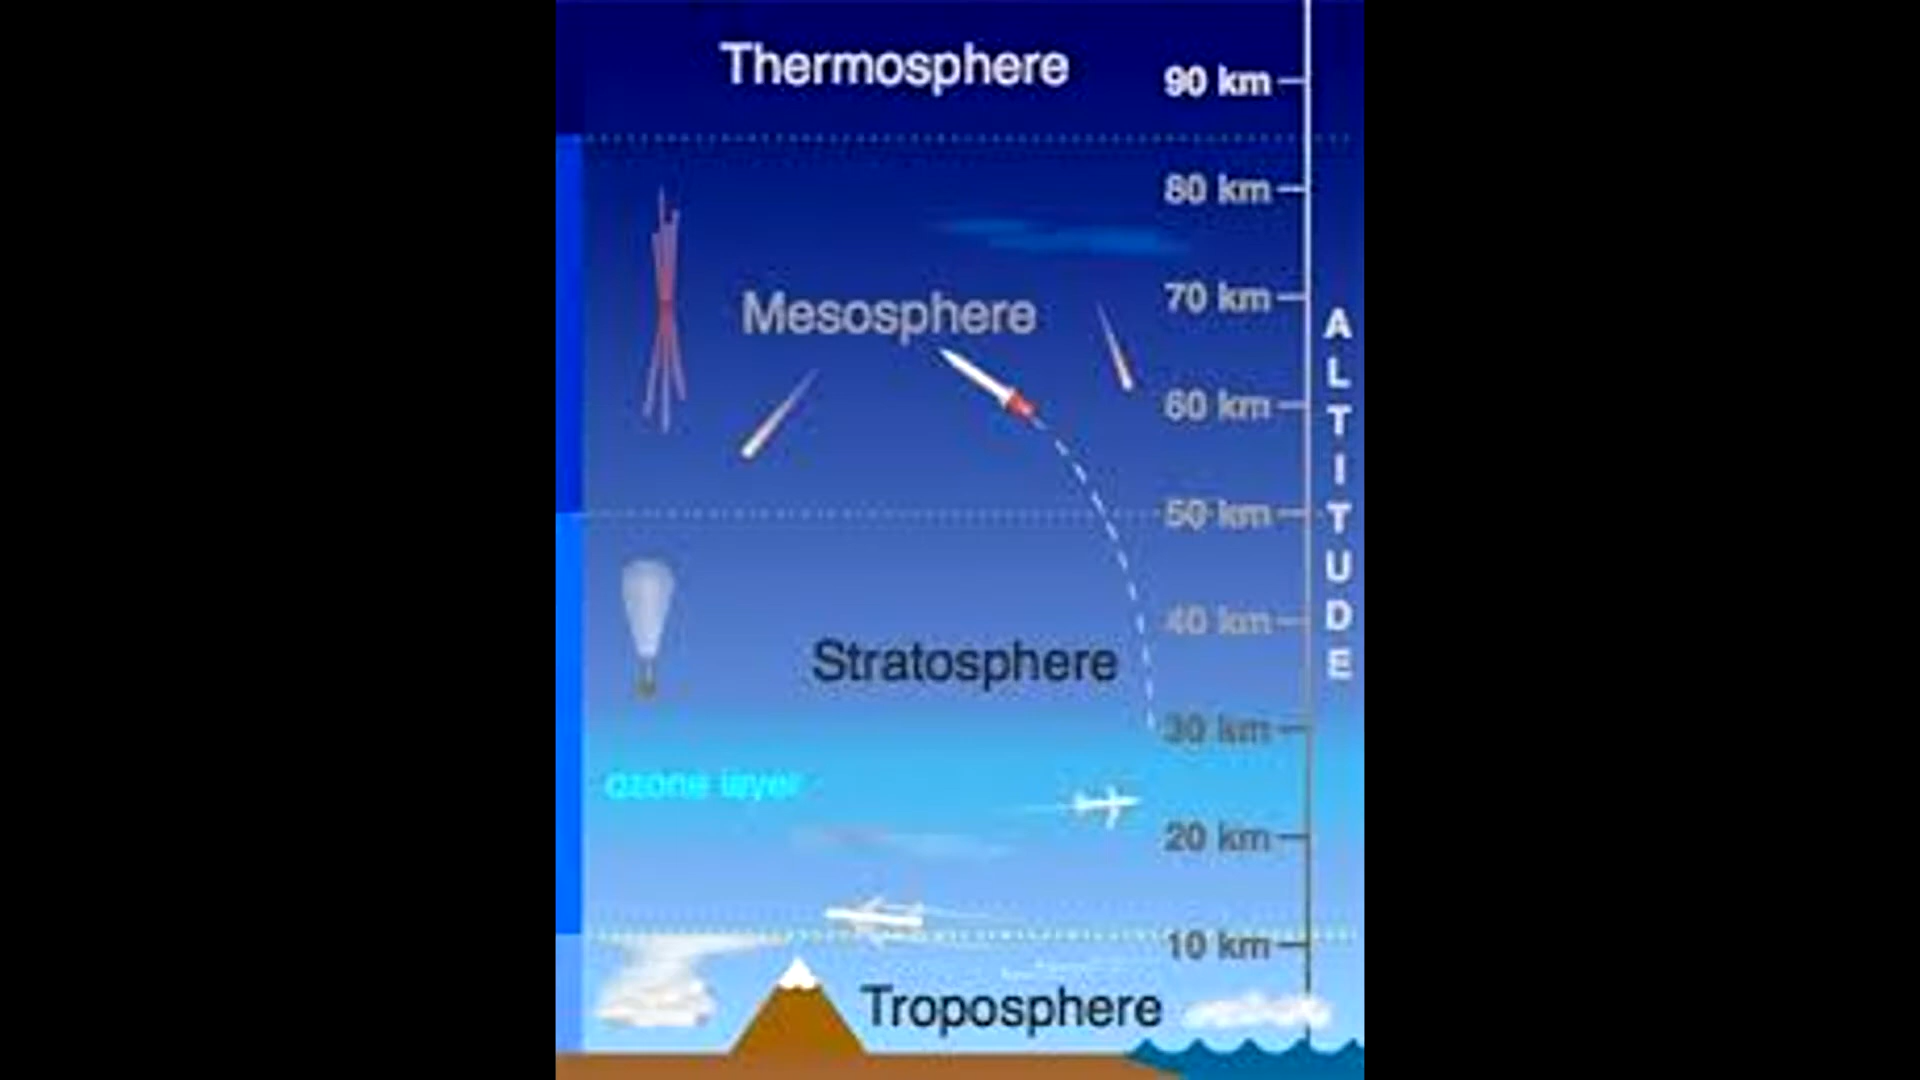 Thermosphere
90 km
80 km
Mesosphere
70 km
60 km
50 km
40 km
Stratosphere
30 km
ozone layer
20 km
10 km
Troposphere
ALTITUDE